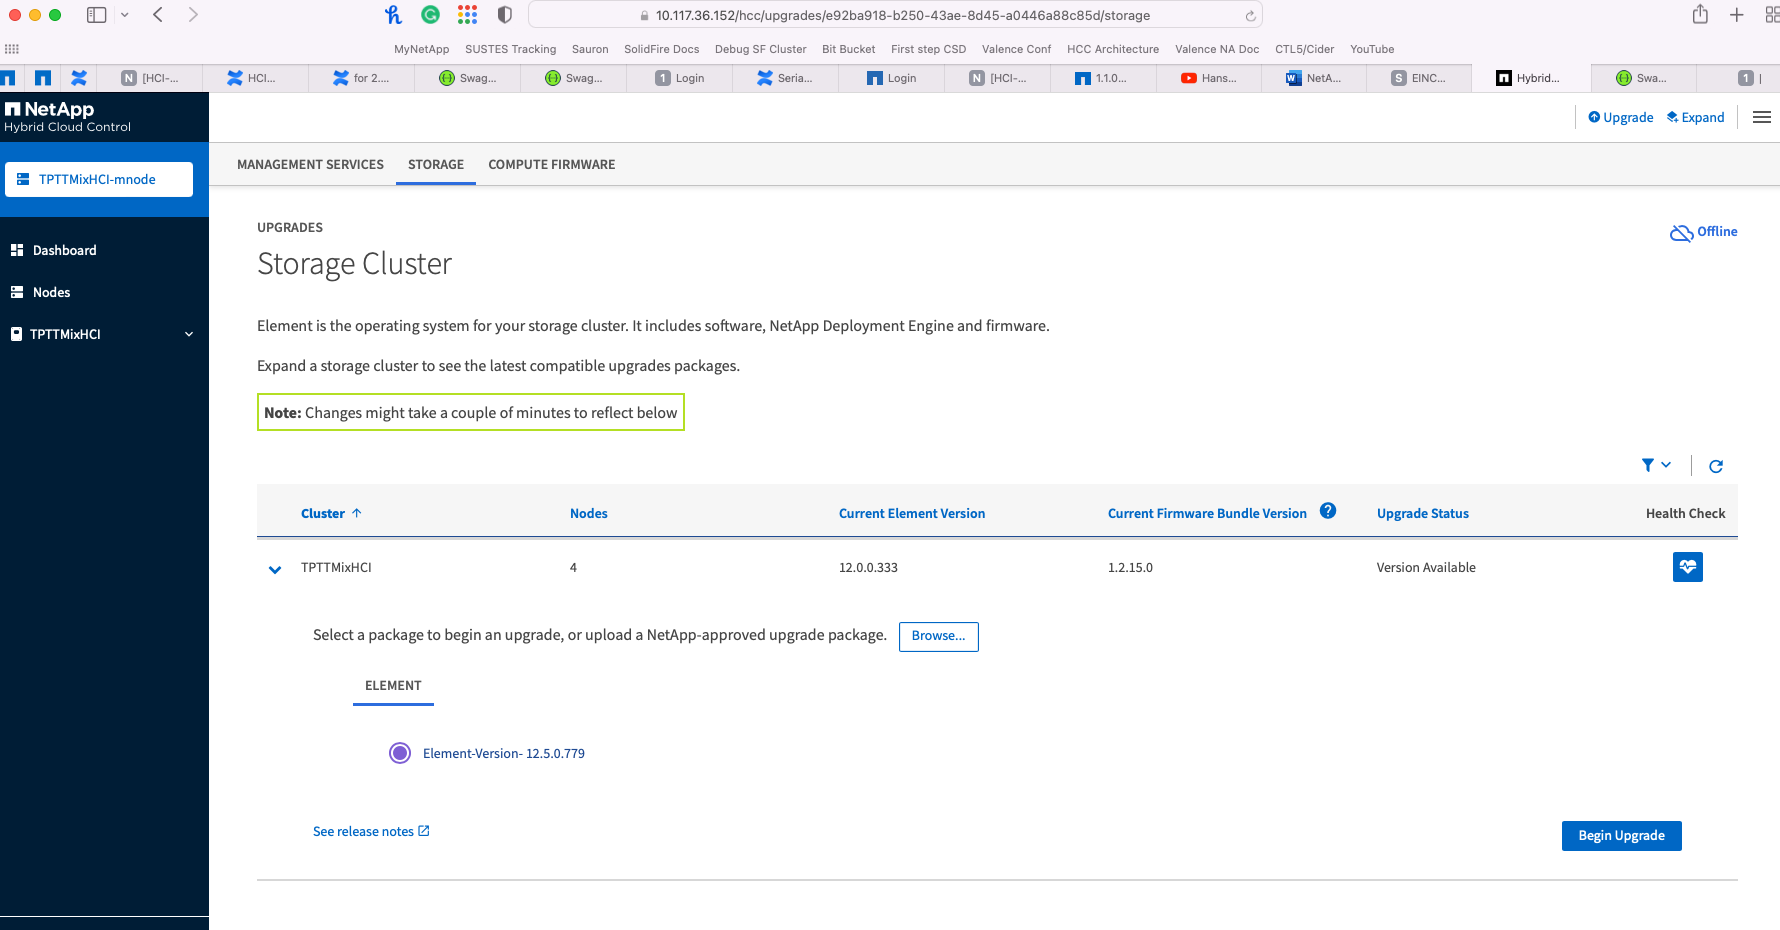 10.117.36.152/hcc/upgrades/e92ba918-b250-43ae-8d45-a0446a88c85d/storage
MyNetApp SUSTES Tracking Sauron SolidFire Docs Debug SF Cluster Bit Bucket First step CSD Valence Conf HCC Architecture Valence NA Doc CTL5/Cider YouTube
N [HCI-... HCI... for 2.... Swag... Swag... 1 Login Seria... Login N [HCI-... 1.1.0... Hans... NetA... S EINC... Hybrid... Swa... 1
NetApp
Hybrid Cloud Control
Upgrade Expand
TPTTMixHCI-mnode
MANAGEMENT SERVICES STORAGE COMPUTE FIRMWARE
Dashboard
Nodes
TPTTMixHCI
UPGRADES
Offline
Storage Cluster
Element is the operating system for your storage cluster. It includes software, NetApp Deployment Engine and firmware.
Expand a storage cluster to see the latest compatible upgrades packages.
Note: Changes might take a couple of minutes to reflect below
Cluster Nodes Current Element Version Current Firmware Bundle Version ? Upgrade Status Health Check
TPTTMixHCI 4 12.0.0.333 1.2.15.0 Version Available
Select a package to begin an upgrade, or upload a NetApp-approved upgrade package. Browse...
ELEMENT
Element-Version- 12.5.0.779
See release notes
Begin Upgrade